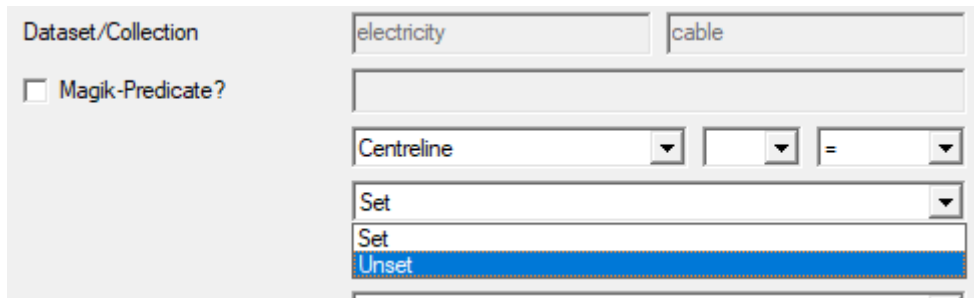 Dataset/Collection electricity cable
Magik-Predicate?
Centreline =
Set
Set
Unset